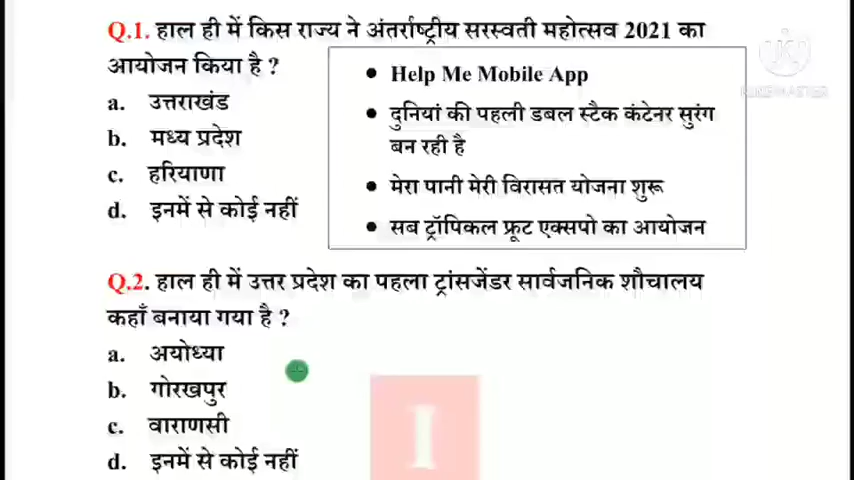 Q.1. हाल ही में किस राज्य ने अंतर्राष्ट्रीय सरस्वती महोत्सव 2021 का
आयोजन किया है ?
a. उत्तराखंड
b. मध्य प्रदेश
c. हरियाणा
d. इनमें से कोई नहीं
• Help Me Mobile App
• दुनियां की पहली डबल स्टैक कंटेनर सुरंग
बन रही है
• मेरा पानी मेरी विरासत योजना शुरू
• सब ट्रॉपिकल फ्रूट एक्सपो का आयोजन
KINEMASTER
Q.2. हाल ही में उत्तर प्रदेश का पहला ट्रांसजेंडर सार्वजनिक शौचालय
कहाँ बनाया गया है ?
a. अयोध्या
b. गोरखपुर
c. वाराणसी
d. इनमें से कोई नहीं
I